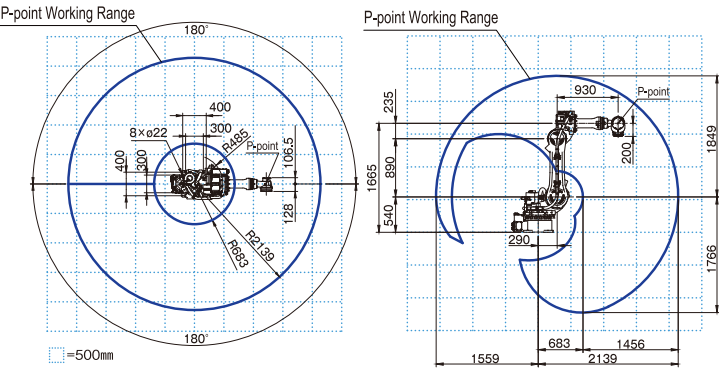 P-point Working Range
180°
400
300
8×ø22
R485
P-point
106.5
400
300
128
R2139
R683
180°
=500mm
P-point Working Range
930
P-point
235
200
1849
890
1665
540
290
1766
683
1456
1559
2139